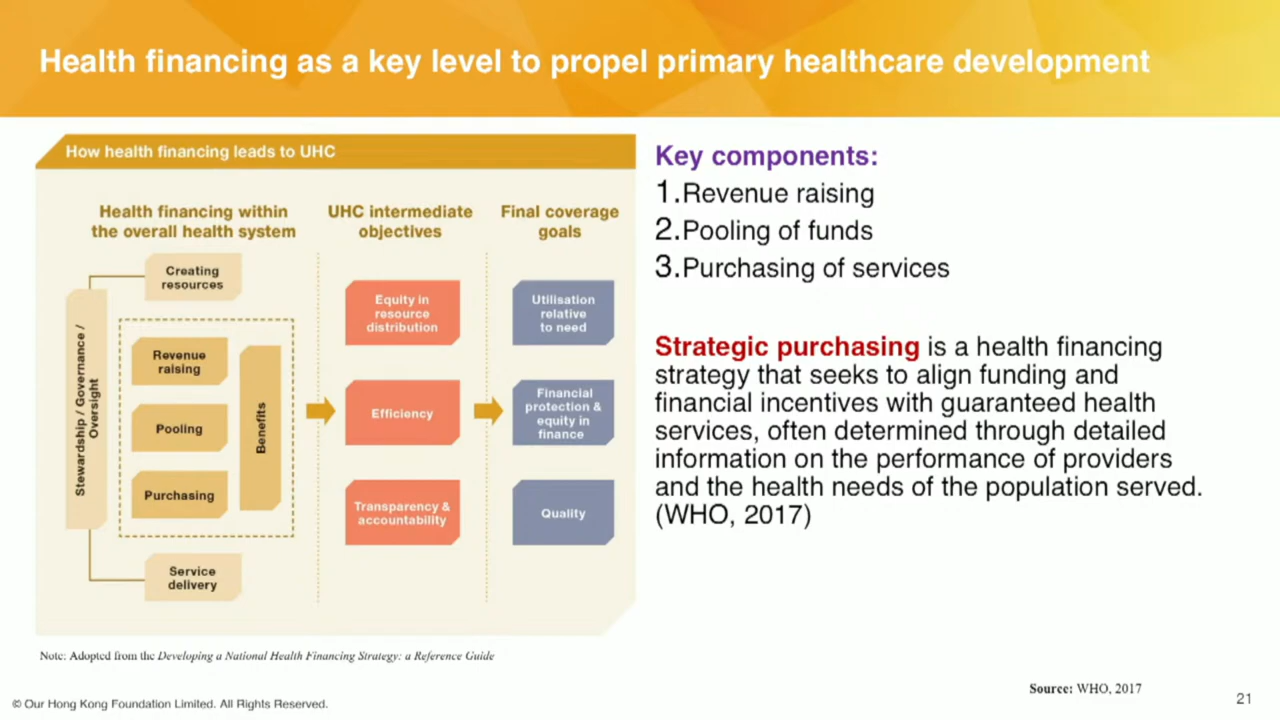 Health financing as a key level to propel primary healthcare development
How health financing leads to UHC
Health financing within
the overall health system
UHC intermediate
objectives
Final coverage
goals
Stewardship / Governance /
Oversight
Creating
resources
Revenue
raising
Pooling
Purchasing
Benefits
Service
delivery
Equity in
resource
distribution
Efficiency
Transparency &
accountability
Utilisation
relative
to need
Financial
protection &
equity in
finance
Quality
Note: Adopted from the Developing a National Health Financing Strategy: a Reference Guide
Key components:
1.Revenue raising
2.Pooling of funds
3.Purchasing of services
Strategic purchasing is a health financing
strategy that seeks to align funding and
financial incentives with guaranteed health
services, often determined through detailed
information on the performance of providers
and the health needs of the population served.
(WHO, 2017)
Source: WHO, 2017
© Our Hong Kong Foundation Limited. All Rights Reserved.
21